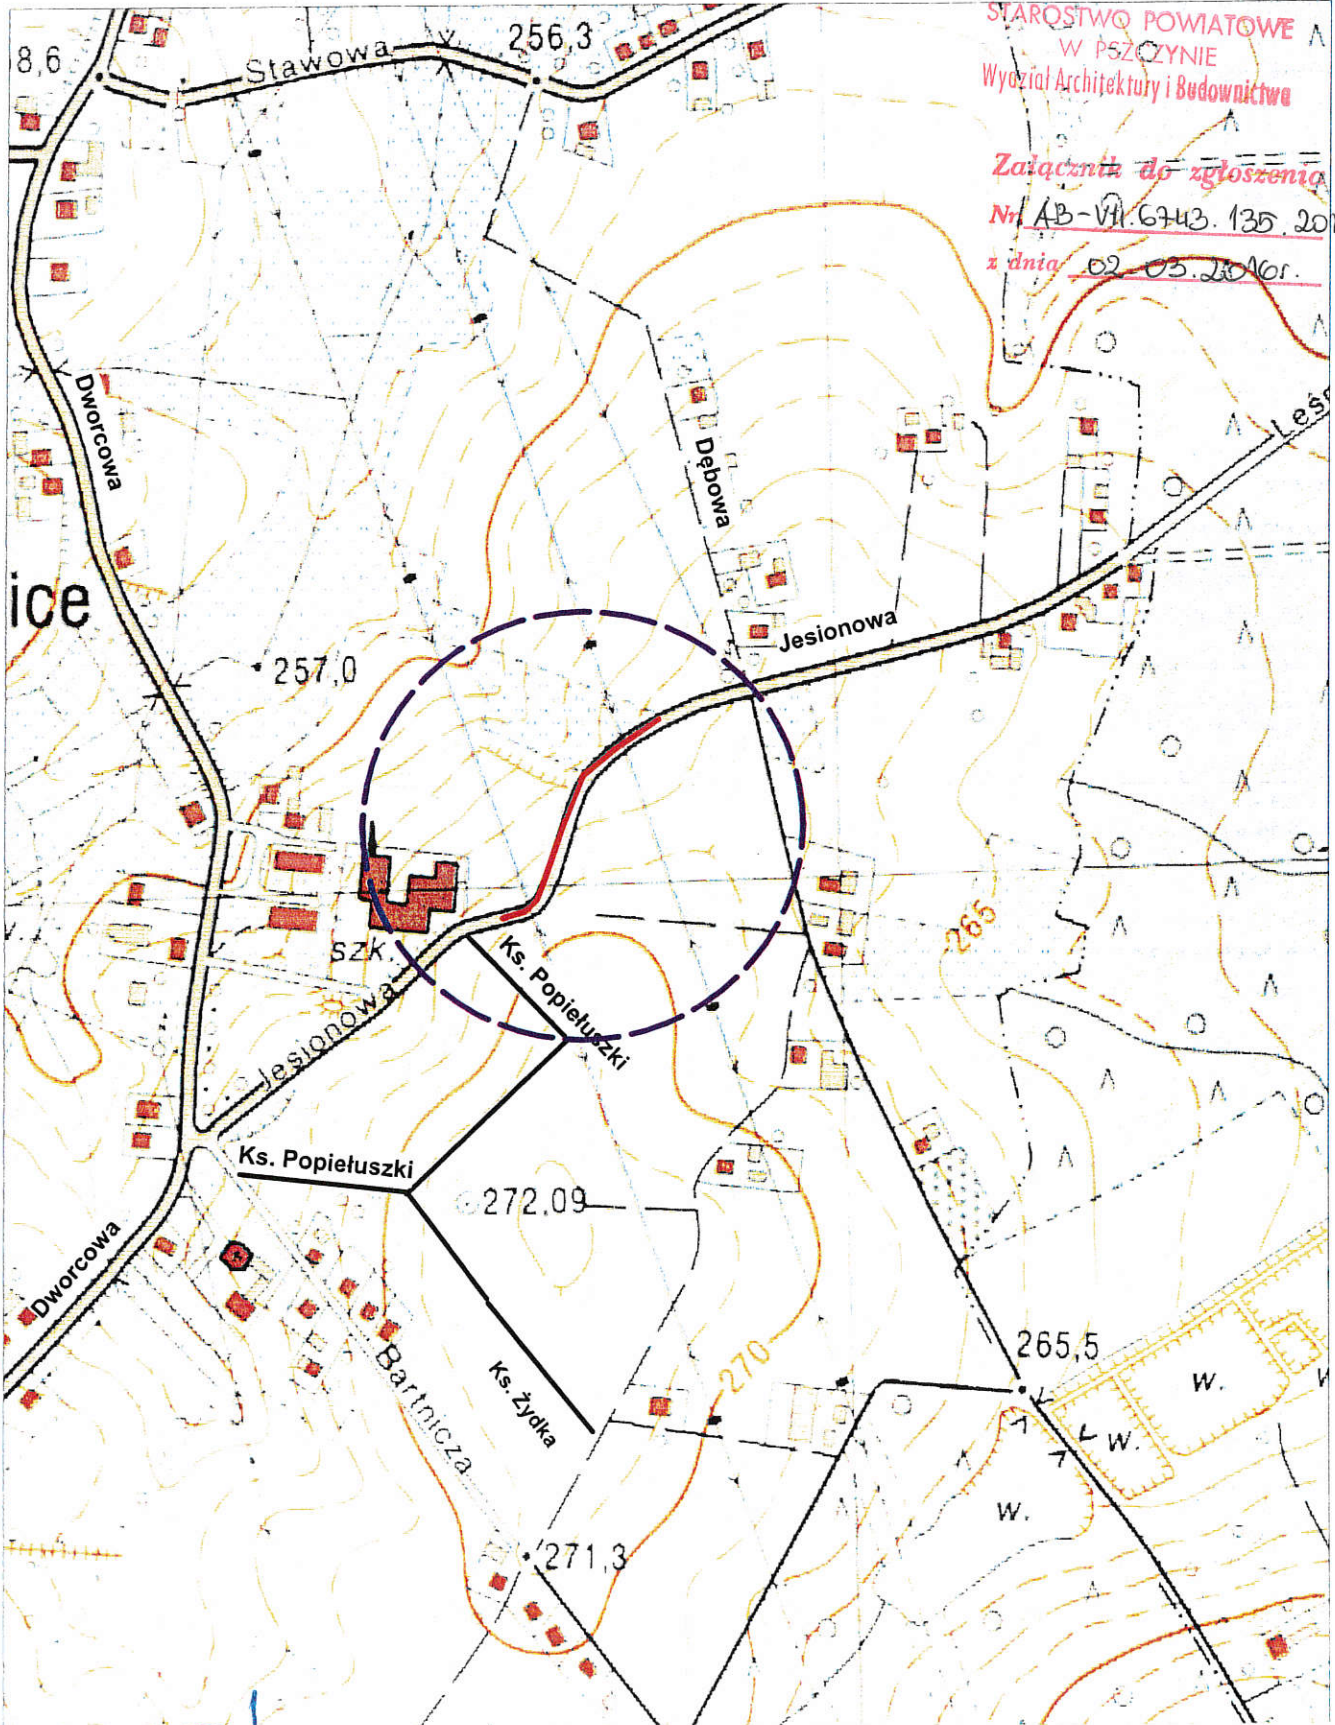 STAROSTWO POWIATOWE
W PSZCZYNIE
Wydział Architektury i Budownictwa
Załącznik do zgłoszenia
Nr AB-VII.6743.135.201
z dnia 02-03.2016r.
8,6
Stawowa
256,3
Dworcowa
Dębowa
Leśn
ice
Jesionowa
257,0
265
szk.
Ks. Popiełuszki
Jesionowa
Ks. Popiełuszki
272,09
Dworcowa
265,5
Bartnicza
Ks. Żydka
270
w.
w.
w.
271,3